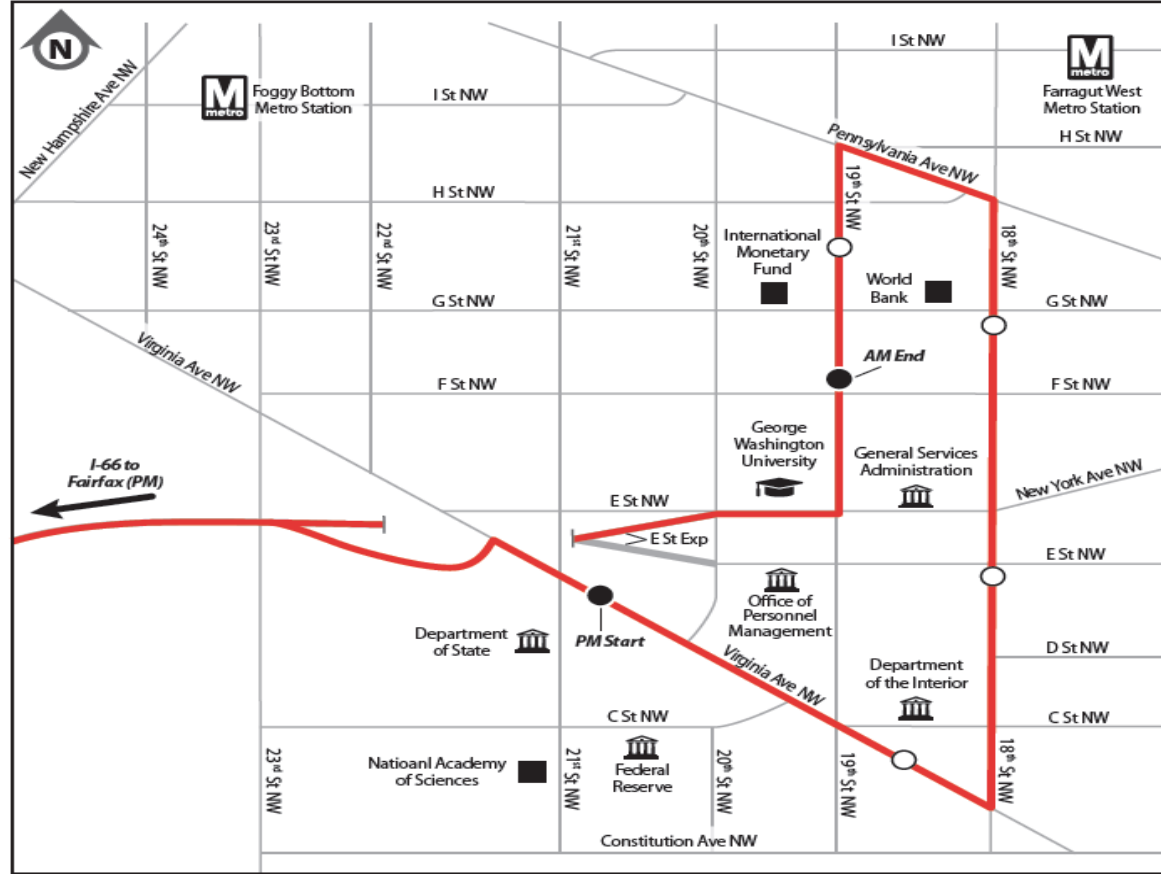 N
New Hampshire Ave NW
M
metro
Foggy Bottom
Metro Station
I St NW
I St NW
M
metro
Farragut West
Metro Station
H St NW
Pennsylvania Ave NW
H St NW
24th St NW
23rd St NW
22nd St NW
21st St NW
20th St NW
19th St NW
18th St NW
International
Monetary
Fund
World
Bank
G St NW
G St NW
Virginia Ave NW
AM End
F St NW
F St NW
George
Washington
University
General Services
Administration
New York Ave NW
I-66 to
Fairfax (PM)
E St NW
E St Exp
E St NW
Office of
Personnel
Management
PM Start
Department
of State
Virginia Ave NW
D St NW
Department
of the Interior
C St NW
C St NW
23rd St NW
Natioanl Academy
of Sciences
21st St NW
Federal
Reserve
20th St NW
19th St NW
18th St NW
Constitution Ave NW